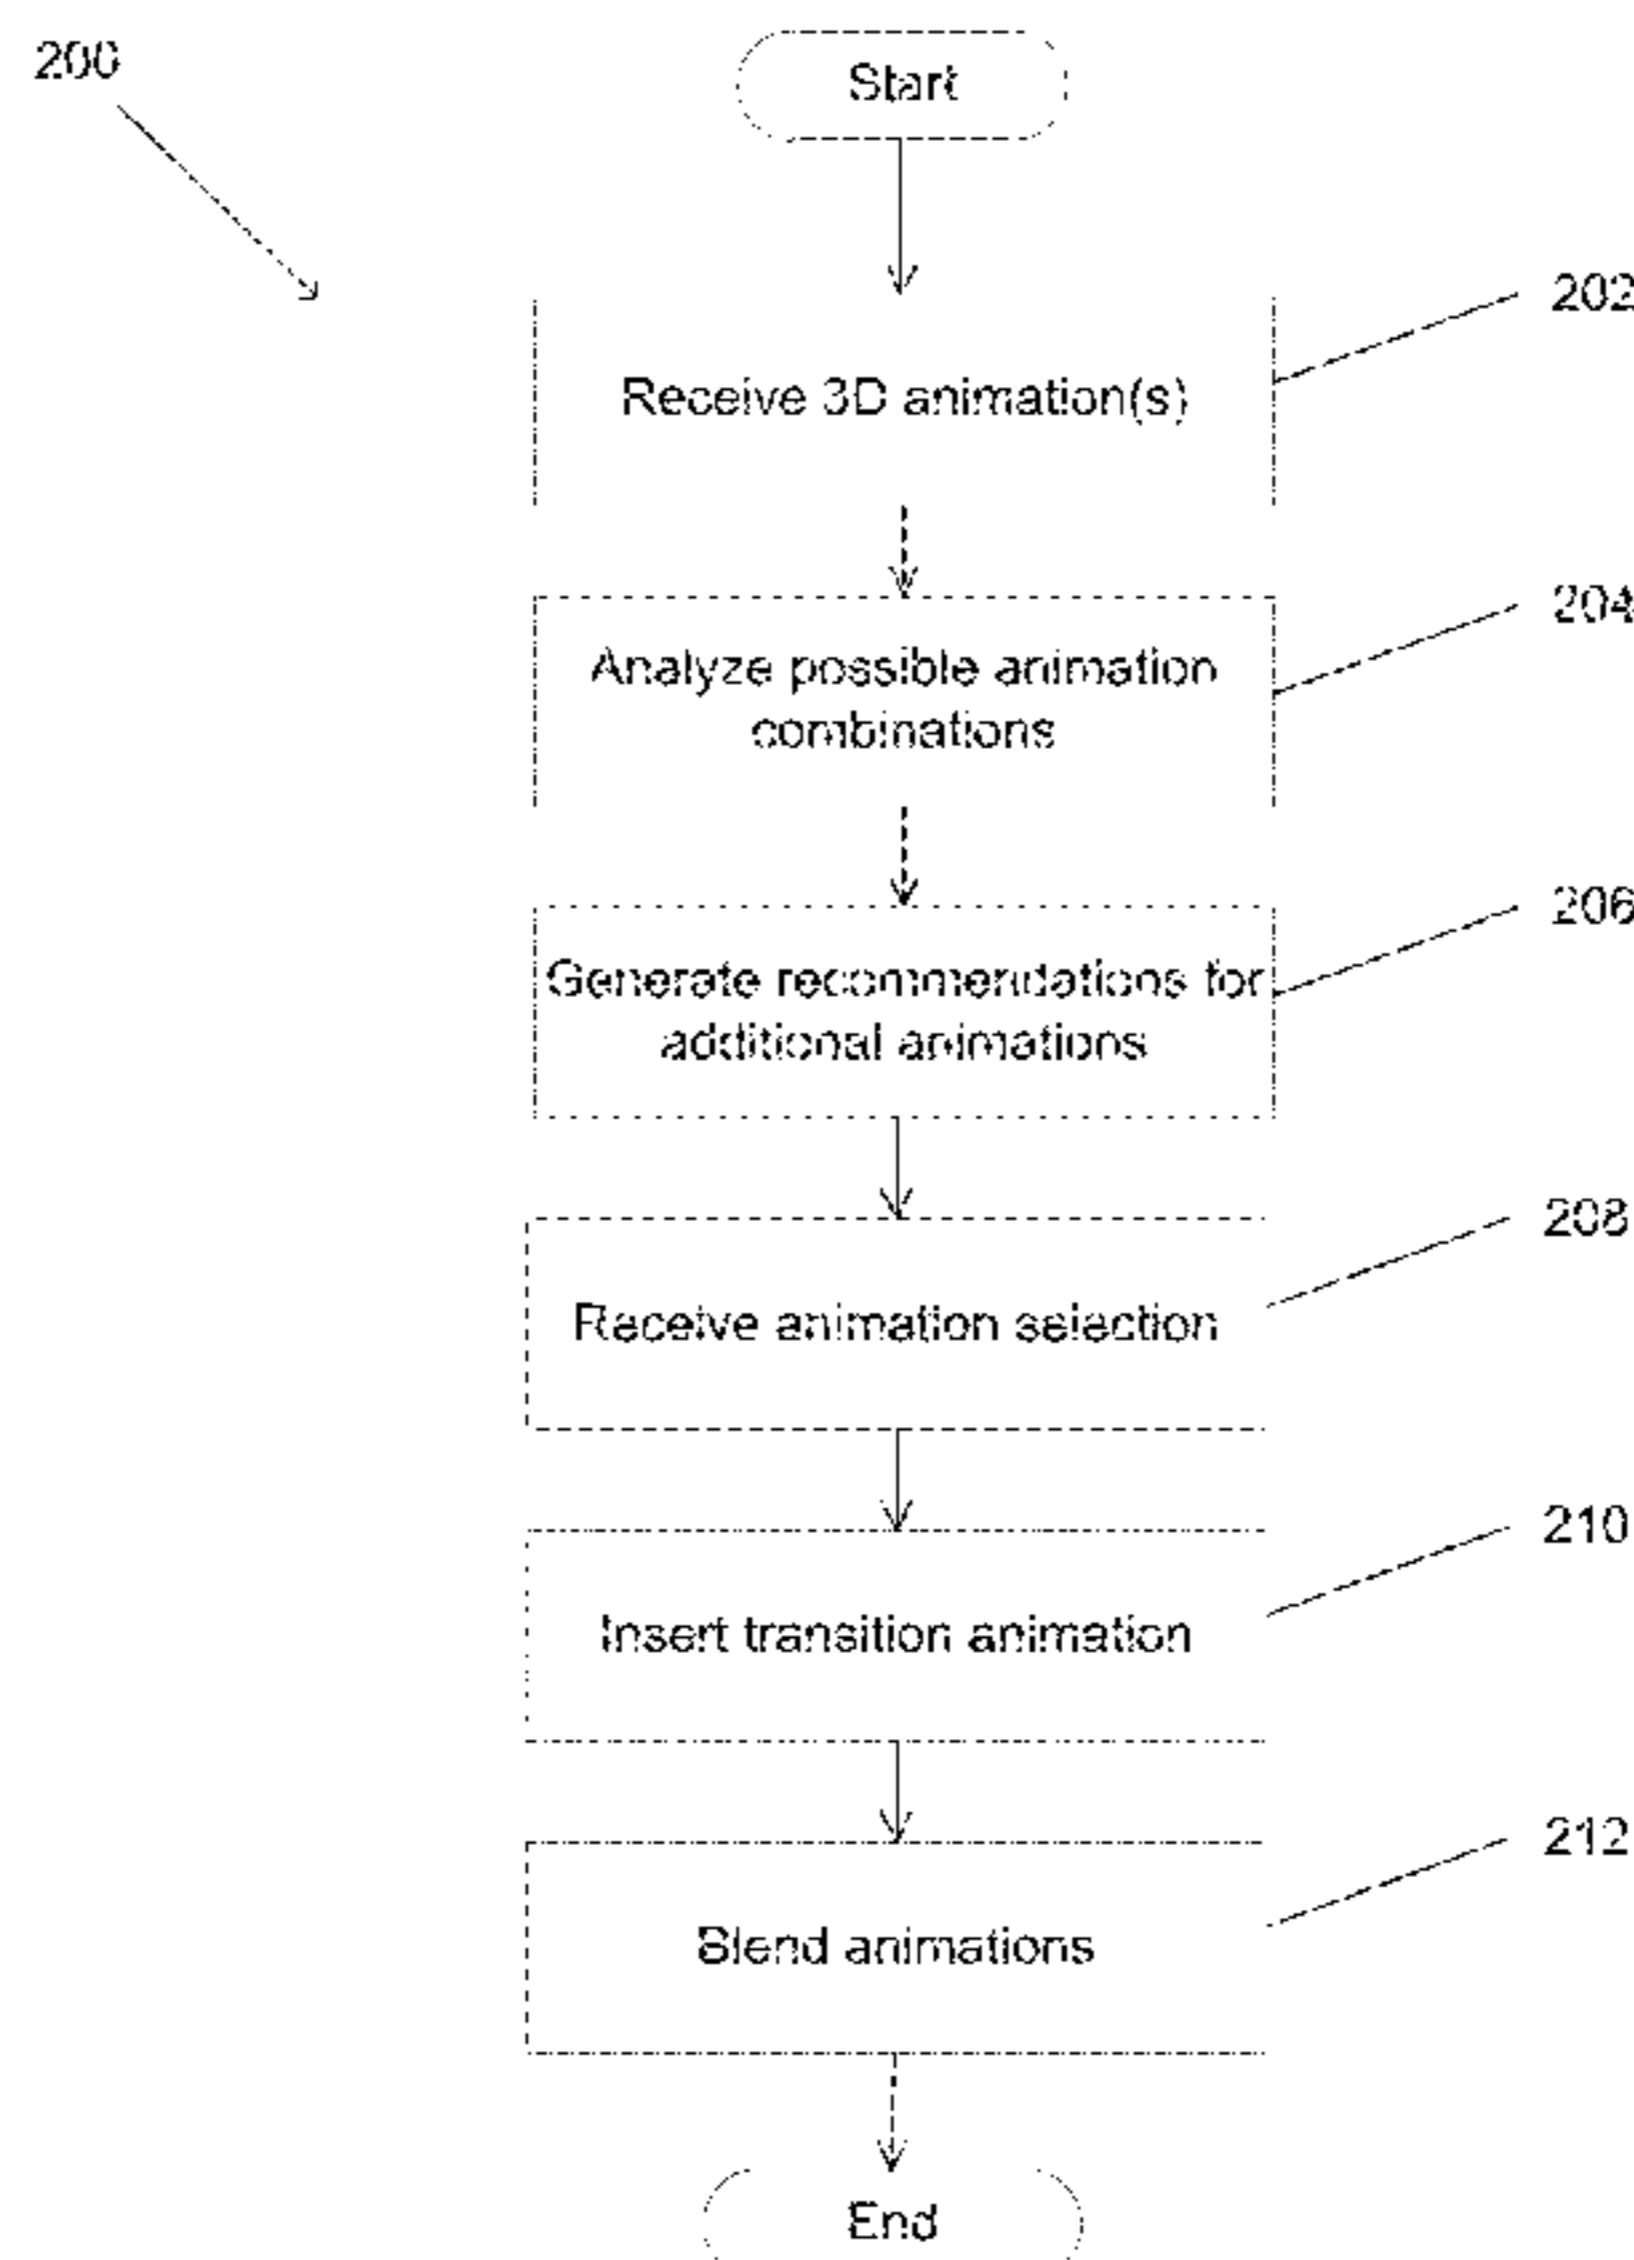 200
Start
202
Receive 3D animation(s)
204
Analyze possible animation
combinations
206
Generate recommendations for
additional animations
208
Receive animation selection
210
Insert transition animation
212
Blend animations
End